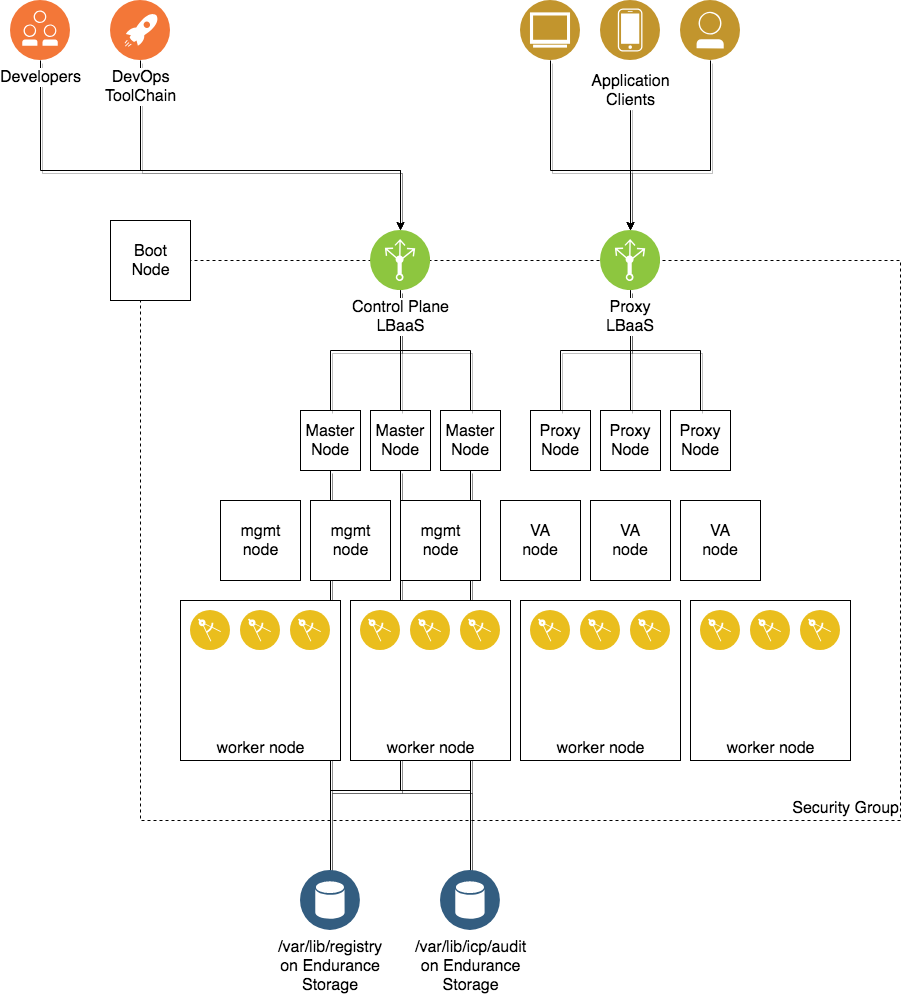 Developers
DevOps
ToolChain
Application
Clients
Boot
Node
Control Plane
LBaaS
Proxy
LBaaS
Master
Node
Master
Node
Master
Node
Proxy
Node
Proxy
Node
Proxy
Node
mgmt
node
mgmt
node
mgmt
node
VA
node
VA
node
VA
node
worker node
worker node
worker node
worker node
Security Group
/var/lib/registry
on Endurance
Storage
/var/lib/icp/audit
on Endurance
Storage